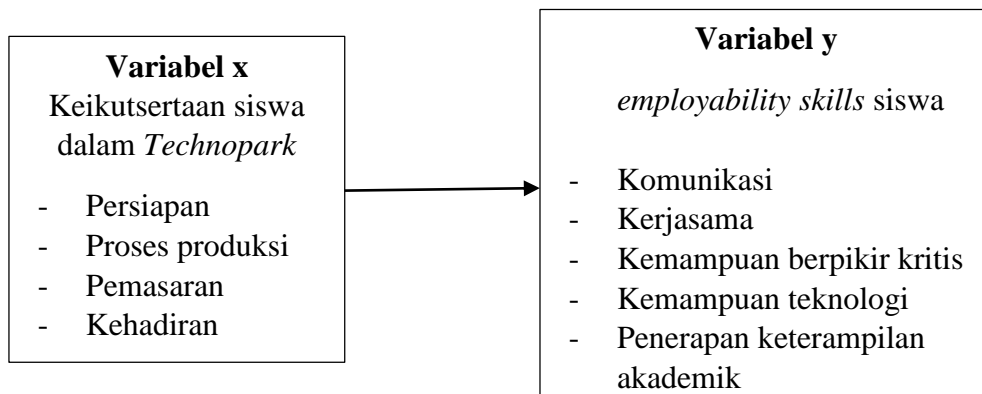 Variabel x
Keikutsertaan siswa
dalam Technopark
- Persiapan
- Proses produksi
- Pemasaran
- Kehadiran
Variabel y
employability skills siswa
- Komunikasi
- Kerjasama
- Kemampuan berpikir kritis
- Kemampuan teknologi
- Penerapan keterampilan
akademik